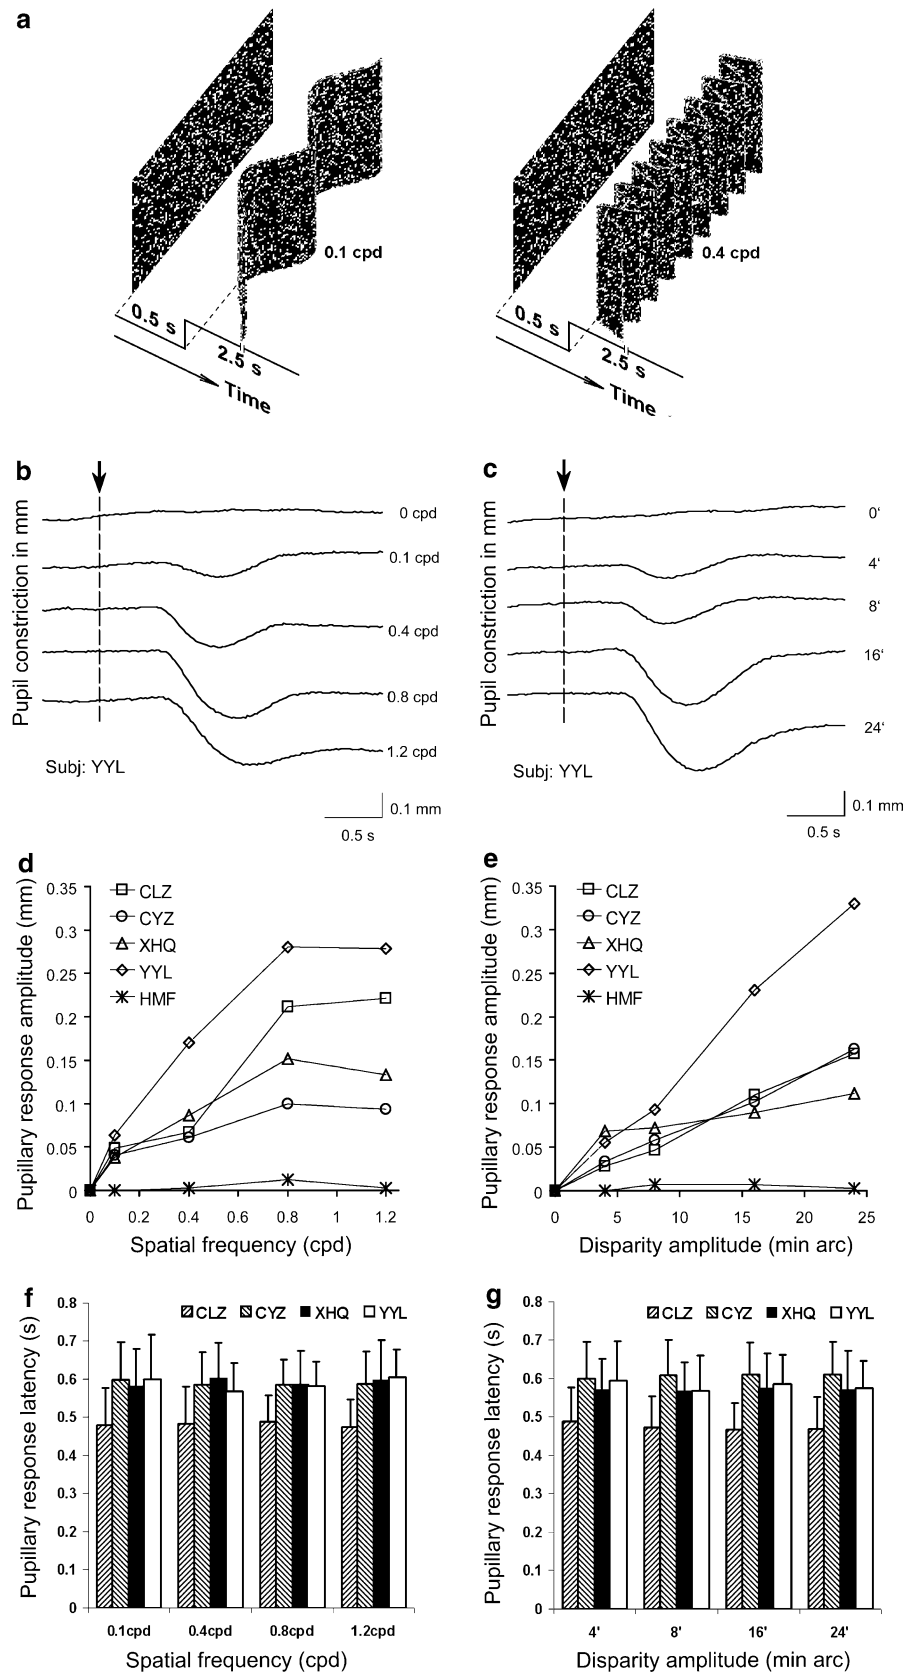 a
0.1 cpd
0.4 cpd
0.5 s
2.5 s
Time
0.5 s
2.5 s
Time
b
Pupil constriction in mm
0 cpd
0.1 cpd
0.4 cpd
0.8 cpd
1.2 cpd
Subj: YYL
0.1 mm
0.5 s
c
Pupil constriction in mm
0‘
4‘
8‘
16‘
24‘
Subj: YYL
0.1 mm
0.5 s
d
Pupillary response amplitude (mm)
0.35
0.3
0.25
0.2
0.15
0.1
0.05
0
CLZ
CYZ
XHQ
YYL
HMF
0 0.2 0.4 0.6 0.8 1 1.2
Spatial frequency (cpd)
e
Pupillary response amplitude (mm)
0.35
0.3
0.25
0.2
0.15
0.1
0.05
0
CLZ
CYZ
XHQ
YYL
HMF
0 5 10 15 20 25
Disparity amplitude (min arc)
f
Pupillary response latency (s)
0.8
0.7
0.6
0.5
0.4
0.3
0.2
0.1
0
CLZ CYZ XHQ YYL
0.1cpd 0.4cpd 0.8cpd 1.2cpd
Spatial frequency (cpd)
g
Pupillary response latency (s)
0.8
0.7
0.6
0.5
0.4
0.3
0.2
0.1
0
CLZ CYZ XHQ YYL
4' 8' 16' 24'
Disparity amplitude (min arc)